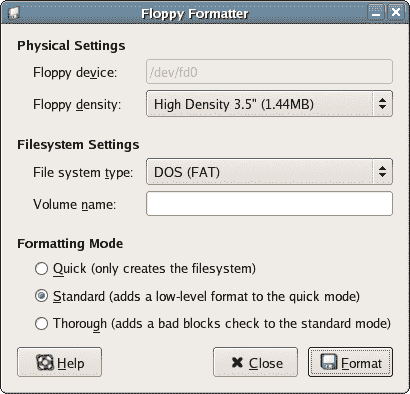 Floppy Formatter
Physical Settings
Floppy device: /dev/fd0
Floppy density: High Density 3.5" (1.44MB)
Filesystem Settings
File system type: DOS (FAT)
Volume name:
Formatting Mode
Quick (only creates the filesystem)
Standard (adds a low-level format to the quick mode)
Thorough (adds a bad blocks check to the standard mode)
Help Close Format